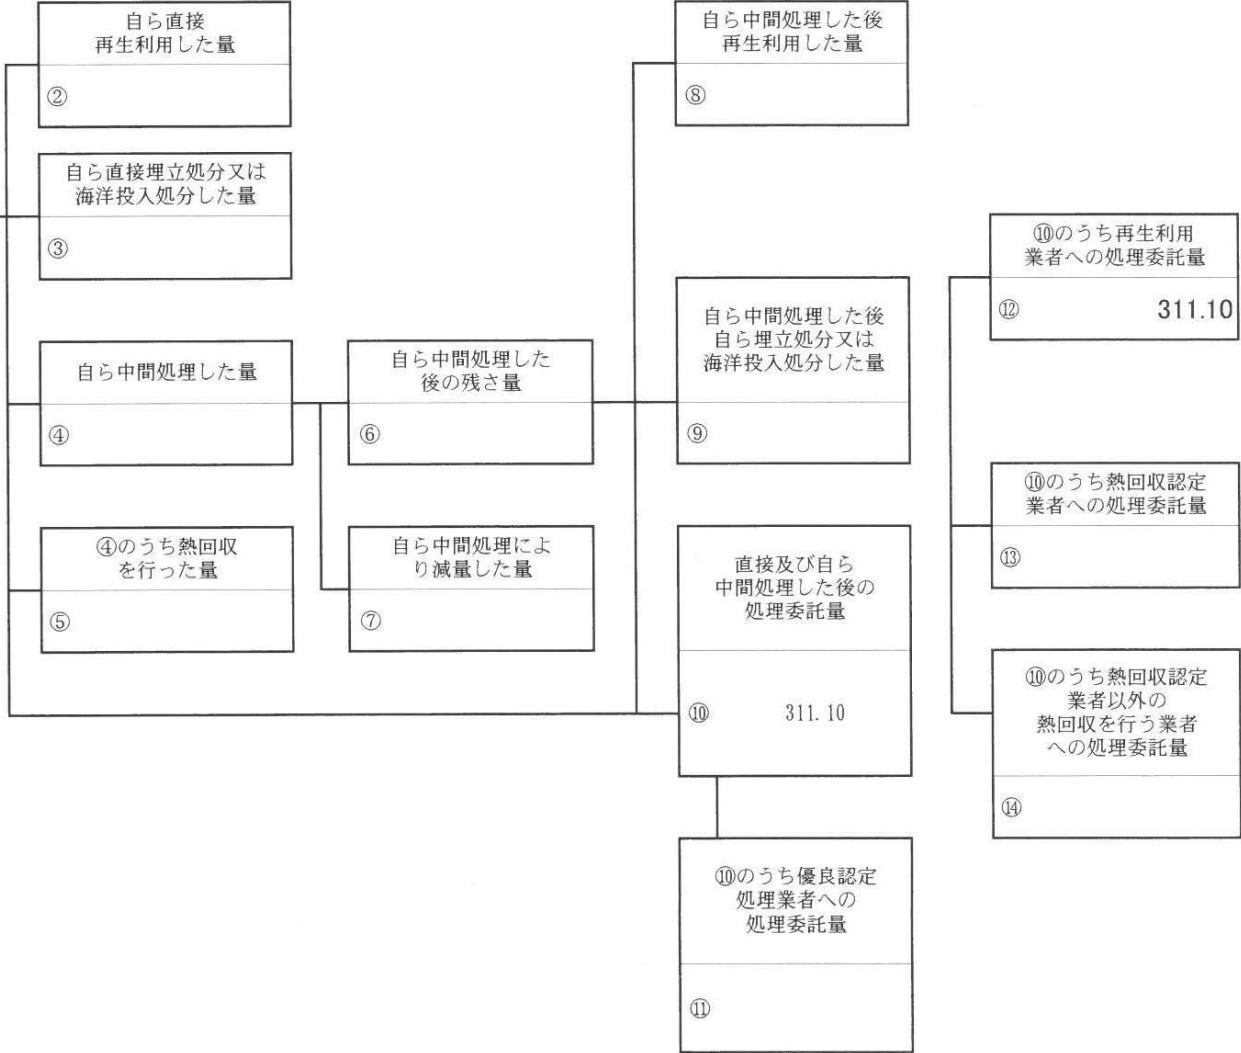 自ら直接
再生利用した量
②
自ら直接埋立処分又は
海洋投入処分した量
③
自ら中間処理した量
④
④のうち熱回収
を行った量
⑤
自ら中間処理した
後の残さ量
⑥
自ら中間処理によ
り減量した量
⑦
自ら中間処理した後
再生利用した量
⑧
自ら中間処理した後
自ら埋立処分又は
海洋投入処分した量
⑨
直接及び自ら
中間処理した後の
処理委託量
⑩ 311.10
⑩のうち優良認定
処理業者への
処理委託量
⑪
⑩のうち再生利用
業者への処理委託量
⑫ 311.10
⑩のうち熱回収認定
業者への処理委託量
⑬
⑩のうち熱回収認定
業者以外の
熱回収を行う業者
への処理委託量
⑭